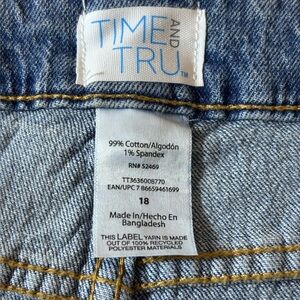 TIME AND
TRU™
99% Cotton/Algodón
1% Spandex
RN# 52469
TT3636008770
EAN/UPC 7 86659461699
18
Made In/Hecho En
Bangladesh
THIS LABEL YARN IS MADE
OUT OF 100% RECYCLED
POLYESTER MATERIALS